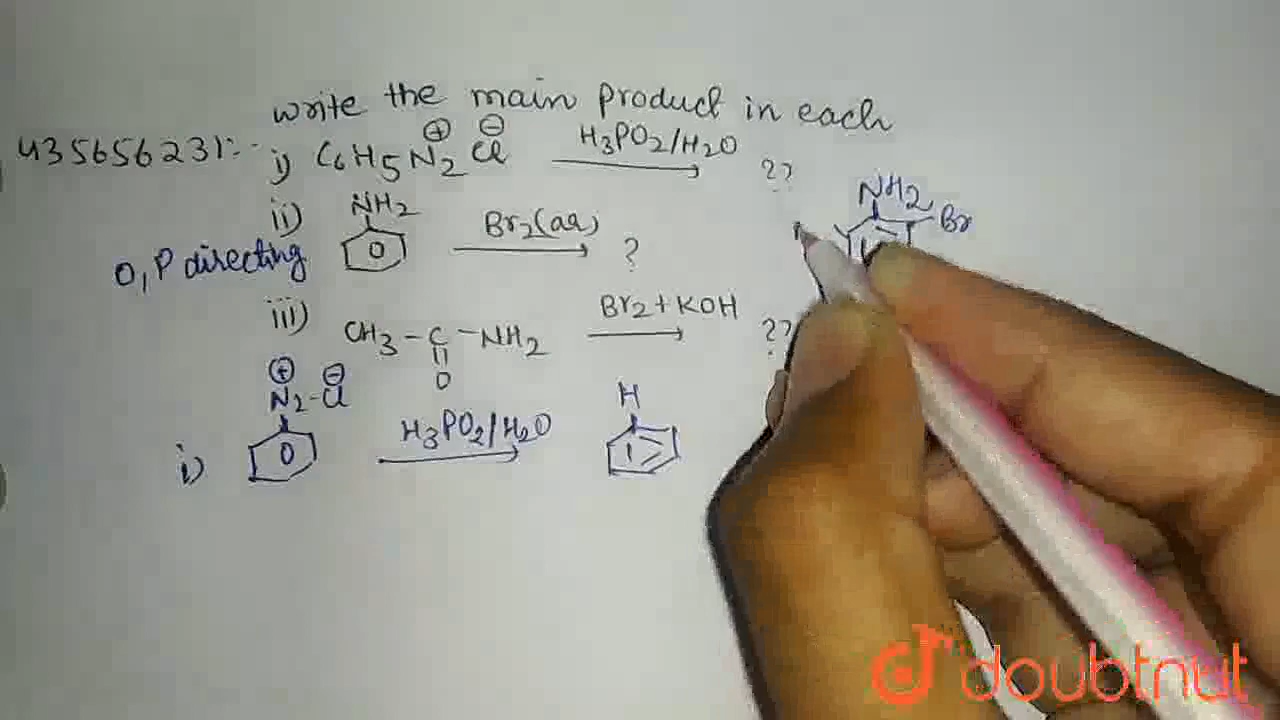 write the main product in each
435656231:-
i) C6H5N2⊕ Cl⊖ H3PO2/H2O ??
ii) NH2 Br2(aq) ?
NH2 Br
O, P directing
iii) CH3-C-NH2 Br2+KOH ??
O
⊕ ⊖
N2-Cl
i) H3PO2/H2O H
doubtnut